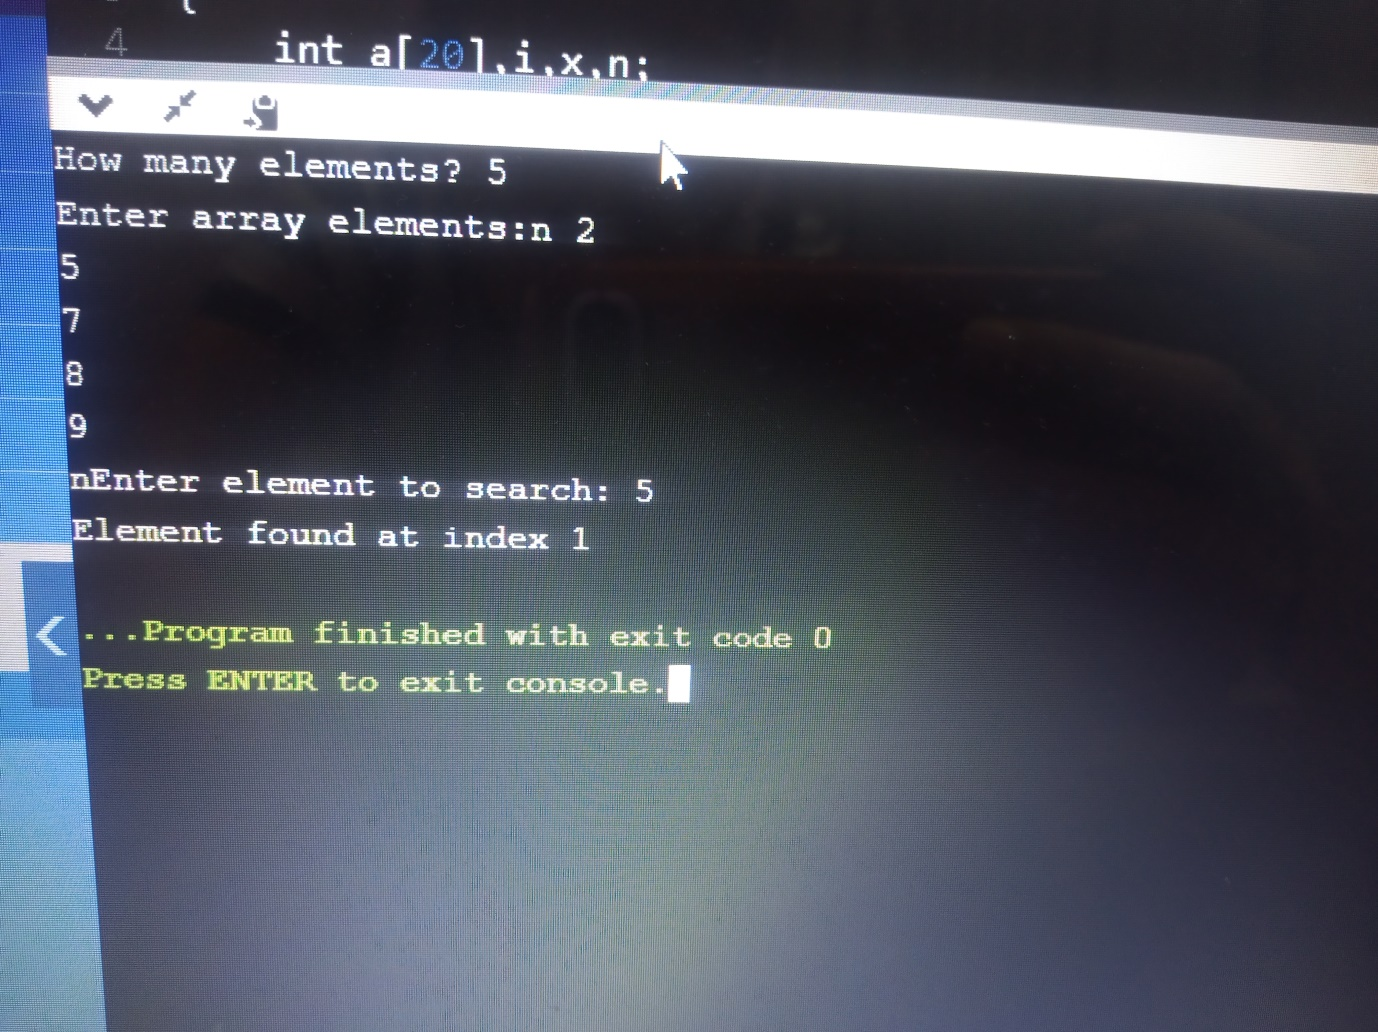 4 int a[20],i,x,n;
How many elements? 5
Enter array elements:n 2
5
7
8
9
nEnter element to search: 5
Element found at index 1
...Program finished with exit code 0
Press ENTER to exit console.